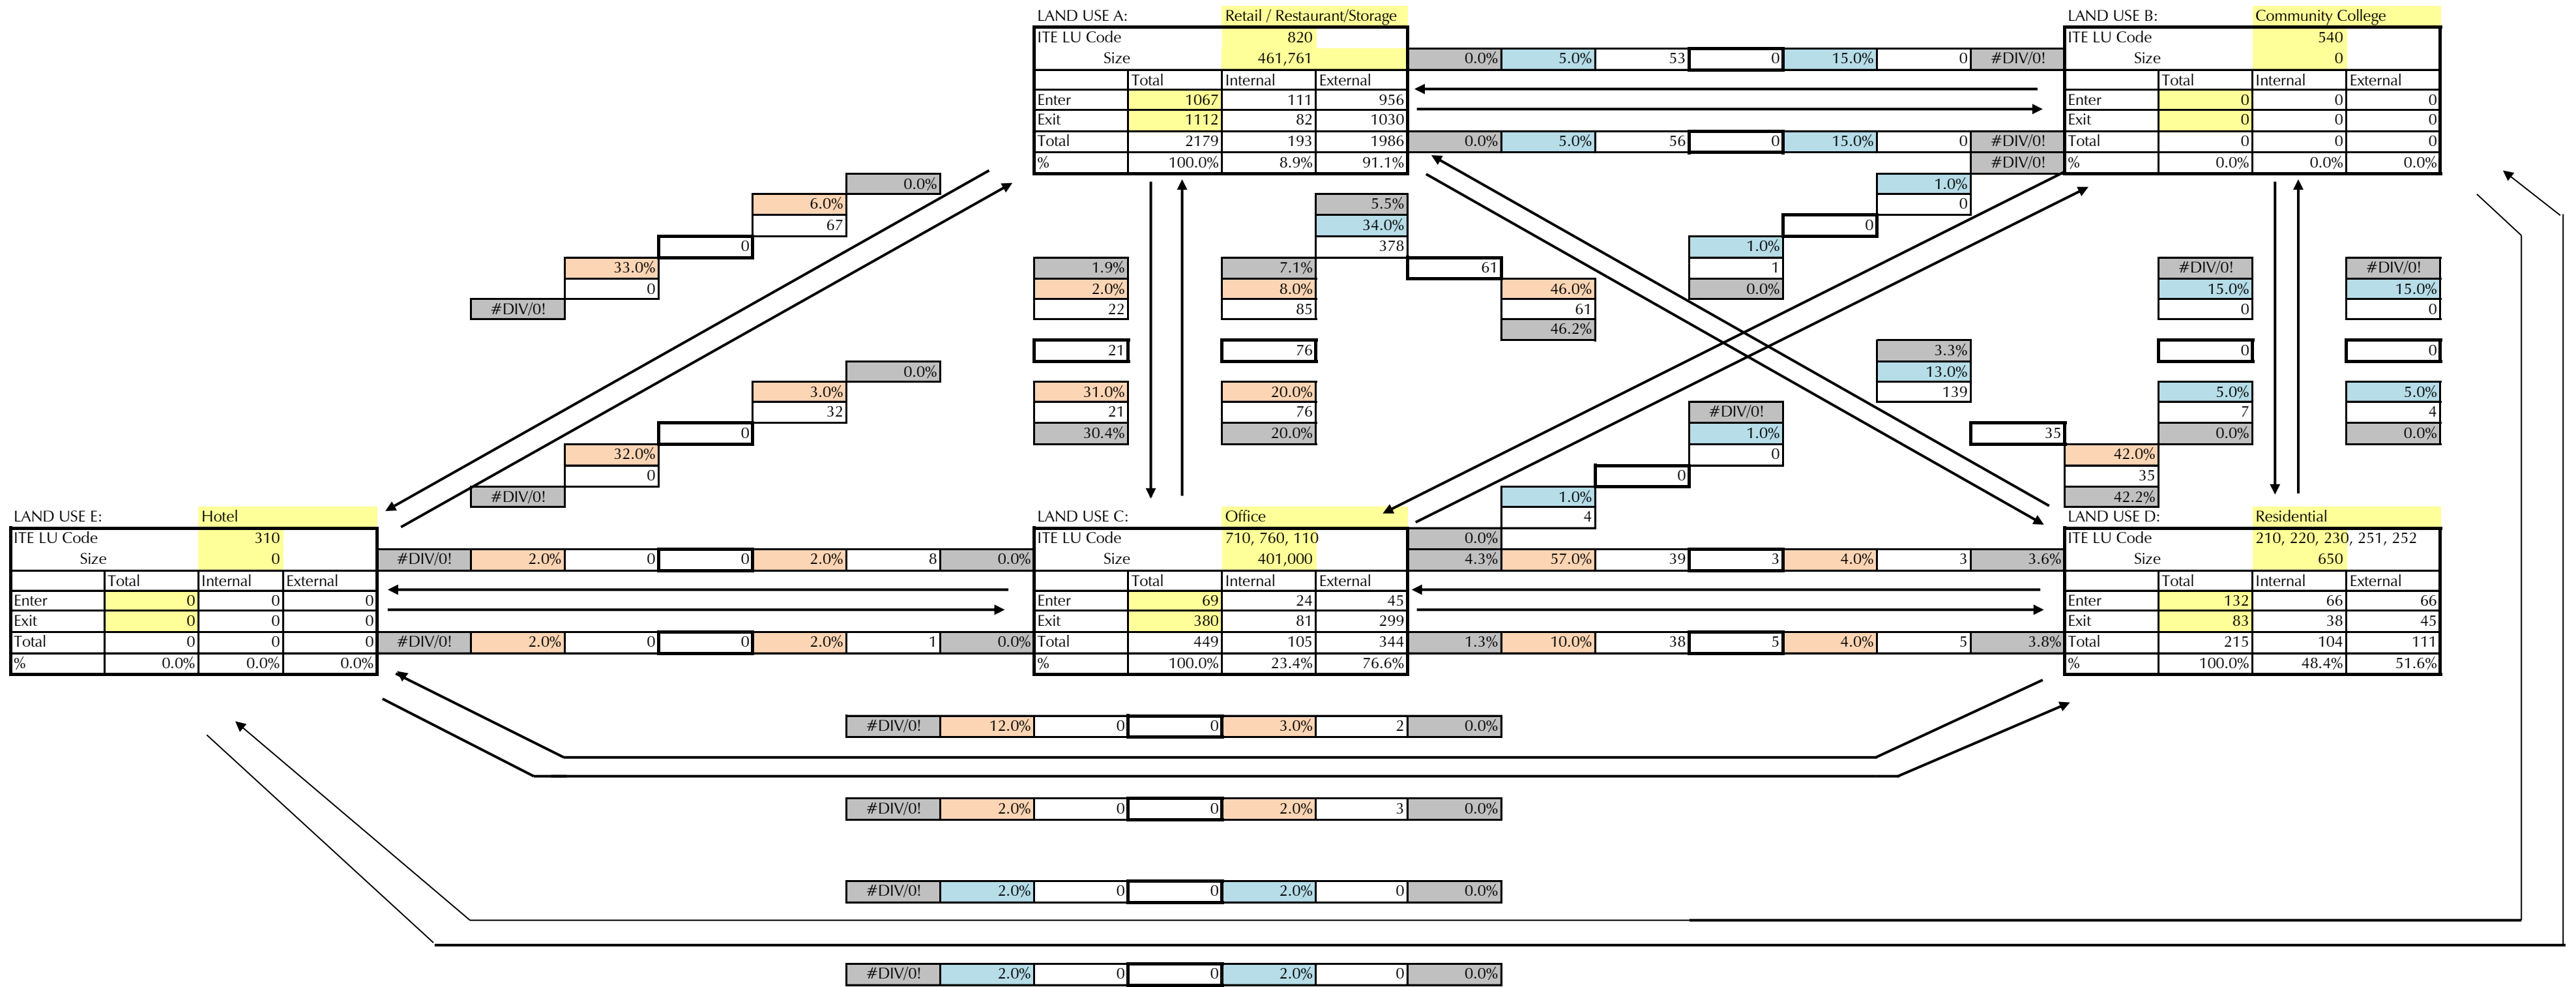 LAND USE A: Retail / Restaurant/Storage LAND USE B: Community College
ITE LU Code 820 ITE LU Code 540
Size 461,761 0.0% 5.0% 53 0 15.0% 0 #DIV/0! Size 0
Total Internal External Total Internal External
Enter 1067 111 956 Enter 0 0 0
Exit 1112 82 1030 Exit 0 0 0
Total 2179 193 1986 0.0% 5.0% 56 0 15.0% 0 #DIV/0! Total 0 0 0
% 100.0% 8.9% 91.1% #DIV/0! % 0.0% 0.0% 0.0%
0.0% 1.0%
6.0% 5.5% 0
67 34.0% 0
0 378 1.0%
33.0% 1.9% 7.1% 61 1 #DIV/0! #DIV/0!
0 2.0% 8.0% 46.0% 0.0% 15.0% 15.0%
#DIV/0! 22 85 61 0 0
46.2%
21 76 3.3% 0 0
0.0% 13.0%
3.0% 31.0% 20.0% 139 5.0% 5.0%
32 21 76 #DIV/0! 7 4
0 30.4% 20.0% 1.0% 35 0.0% 0.0%
32.0% 0 42.0%
0 0 35
#DIV/0! 1.0% 42.2%
LAND USE E: Hotel LAND USE C: Office 4 LAND USE D: Residential
ITE LU Code 310 ITE LU Code 710, 760, 110 0.0% ITE LU Code 210, 220, 230, 251, 252
Size 0 #DIV/0! 2.0% 0 0 2.0% 8 0.0% Size 401,000 4.3% 57.0% 39 3 4.0% 3 3.6% Size 650
Total Internal External Total Internal External Total Internal External
Enter 0 0 0 Enter 69 24 45 Enter 132 66 66
Exit 0 0 0 Exit 380 81 299 Exit 83 38 45
Total 0 0 0 #DIV/0! 2.0% 0 0 2.0% 1 0.0% Total 449 105 344 1.3% 10.0% 38 5 4.0% 5 3.8% Total 215 104 111
% 0.0% 0.0% 0.0% % 100.0% 23.4% 76.6% % 100.0% 48.4% 51.6%
#DIV/0! 12.0% 0 0 3.0% 2 0.0%
#DIV/0! 2.0% 0 0 2.0% 3 0.0%
#DIV/0! 2.0% 0 0 2.0% 0 0.0%
#DIV/0! 2.0% 0 0 2.0% 0 0.0%